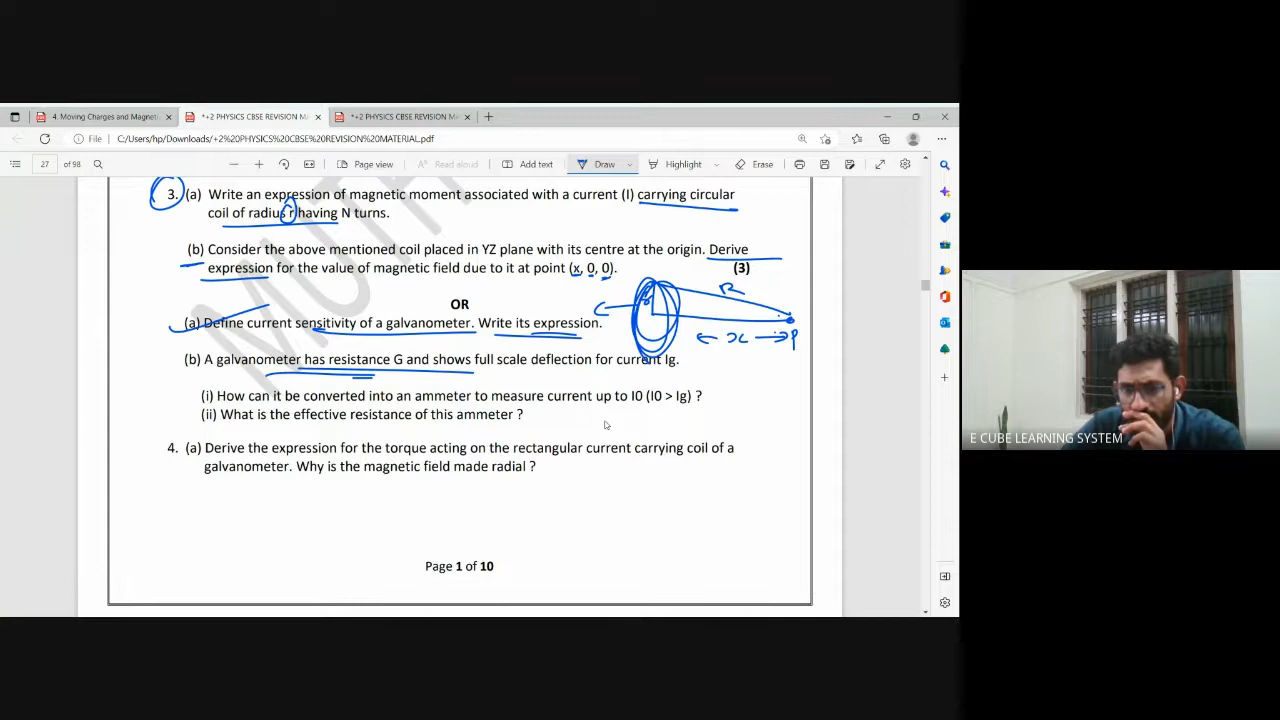 4. Moving Charges and Magnet
*+2 PHYSICS CBSE REVISION MA
*+2 PHYSICS CBSE REVISION M
File
C:/Users/hp/Downloads/+2%20PHYSICS%20CBSE%20REVISION%20MATERIAL.pdf
27 of 98
Page view
Read aloud
Add text
Draw
Highlight
Erase
3. (a) Write an expression of magnetic moment associated with a current (I) carrying circular
coil of radius r having N turns.
(b) Consider the above mentioned coil placed in YZ plane with its centre at the origin. Derive
expression for the value of magnetic field due to it at point (x, 0, 0).
(3)
R
OR
(a) Define current sensitivity of a galvanometer. Write its expression.
x
P
(b) A galvanometer has resistance G and shows full scale deflection for current Ig.
(i) How can it be converted into an ammeter to measure current up to I0 (I0 > Ig) ?
(ii) What is the effective resistance of this ammeter ?
4. (a) Derive the expression for the torque acting on the rectangular current carrying coil of a
galvanometer. Why is the magnetic field made radial ?
Page 1 of 10
E CUBE LEARNING SYSTEM